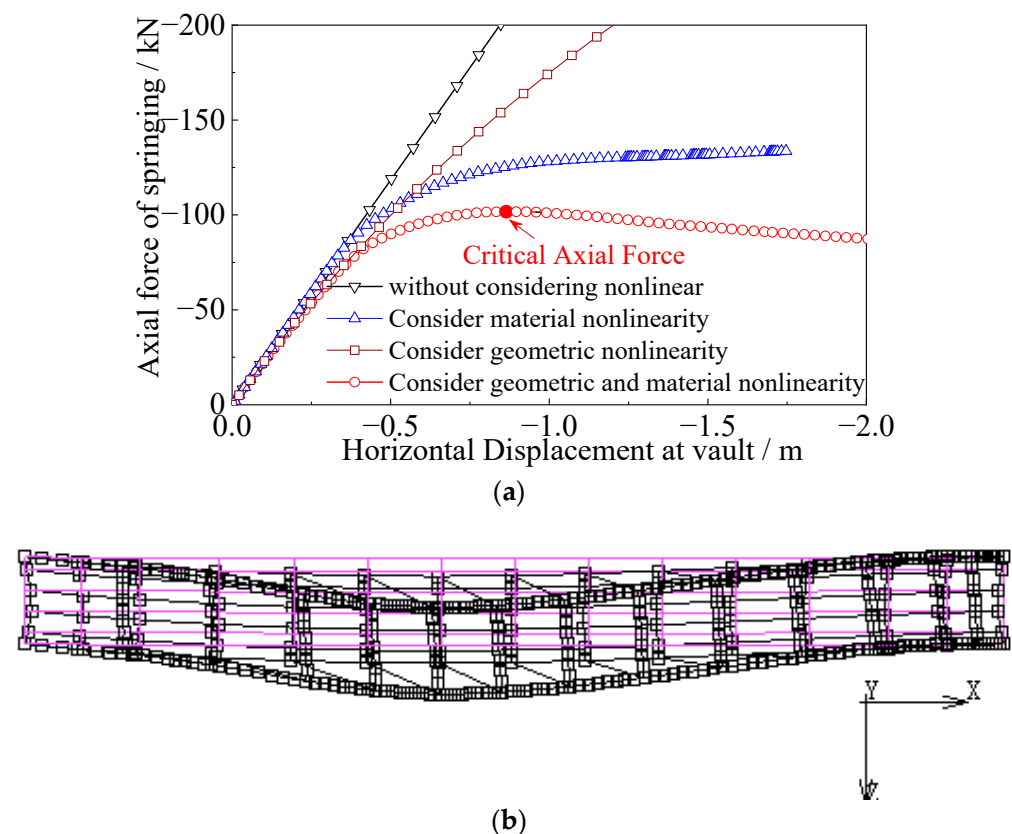 Axial force of springing / kN
−200
−150
−100
−50
0
Critical Axial Force
without considering nonlinear
Consider material nonlinearity
Consider geometric nonlinearity
Consider geometric and material nonlinearity
0.0 −0.5 −1.0 −1.5 −2.0
Horizontal Displacement at vault / m
(a)
Y X
Z
(b)